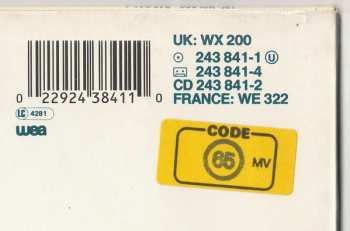 UK: WX 200
243 841-1 U
243 841-4
CD 243 841-2
FRANCE: WE 322
0 22924 38411 0
LC 4281
wea
CODE
65 MV